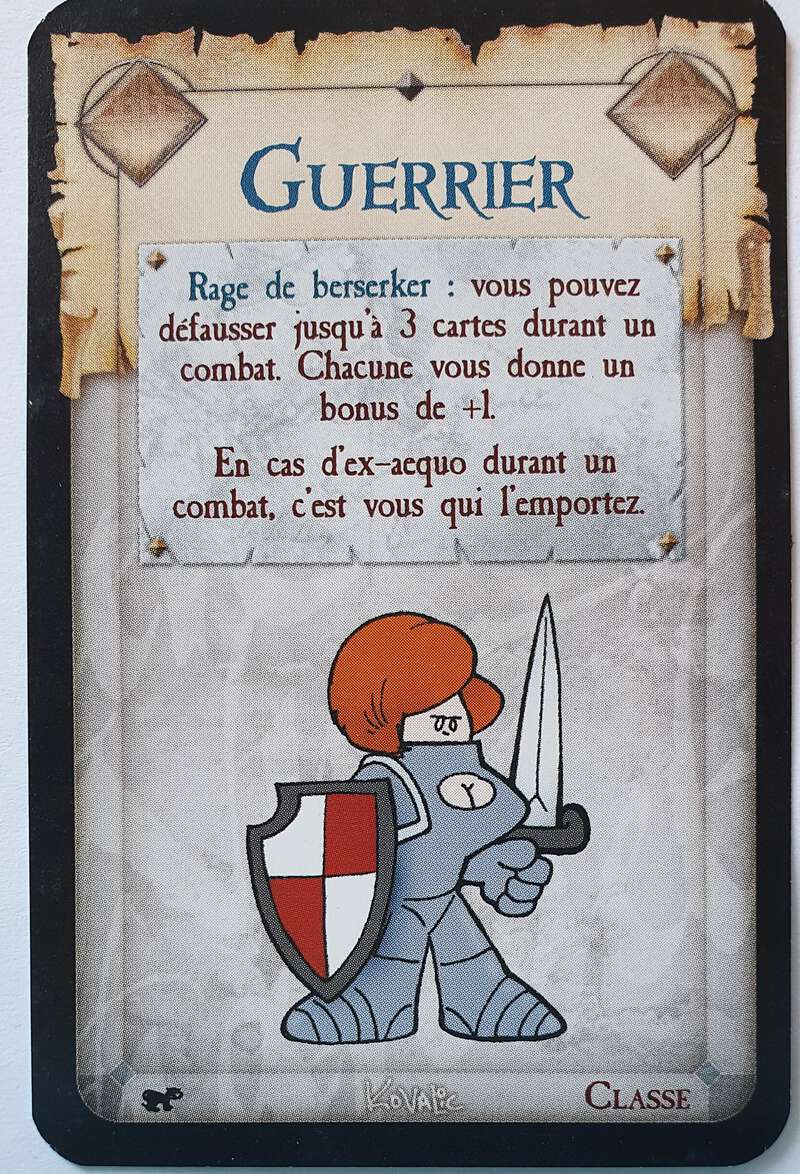 Guerrier
Rage de berserker : vous pouvez
défausser jusqu'à 3 cartes durant un
combat. Chacune vous donne un
bonus de +1.
En cas d'ex-aequo durant un
combat, c'est vous qui l'emportez.
Kovalic
Classe